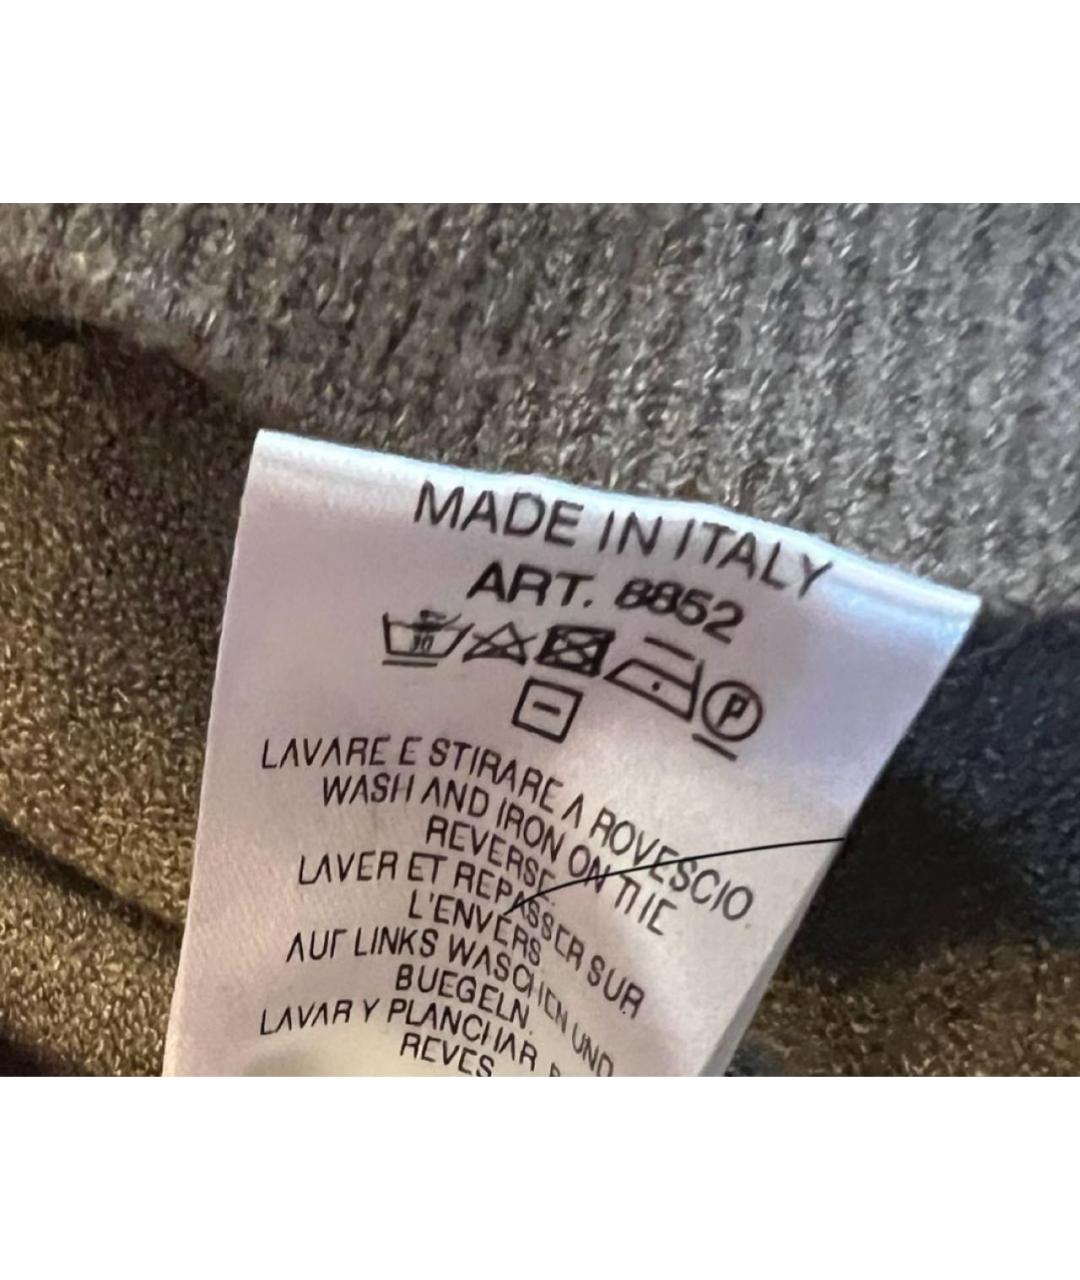 MADE IN ITALY
ART. 8852
30
P
LAVARE E STIRARE A ROVESCIO
WASH AND IRON ON THE
REVERSE.
LAVER ET REPASSER SUR
L'ENVERS
AUF LINKS WASCHEN UND
BUEGELN.
LAVAR Y PLANCHAR
REVES